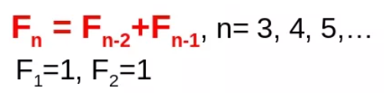 Fₙ = Fₙ₋₂+Fₙ₋₁, n= 3, 4, 5,...
F₁=1, F₂=1